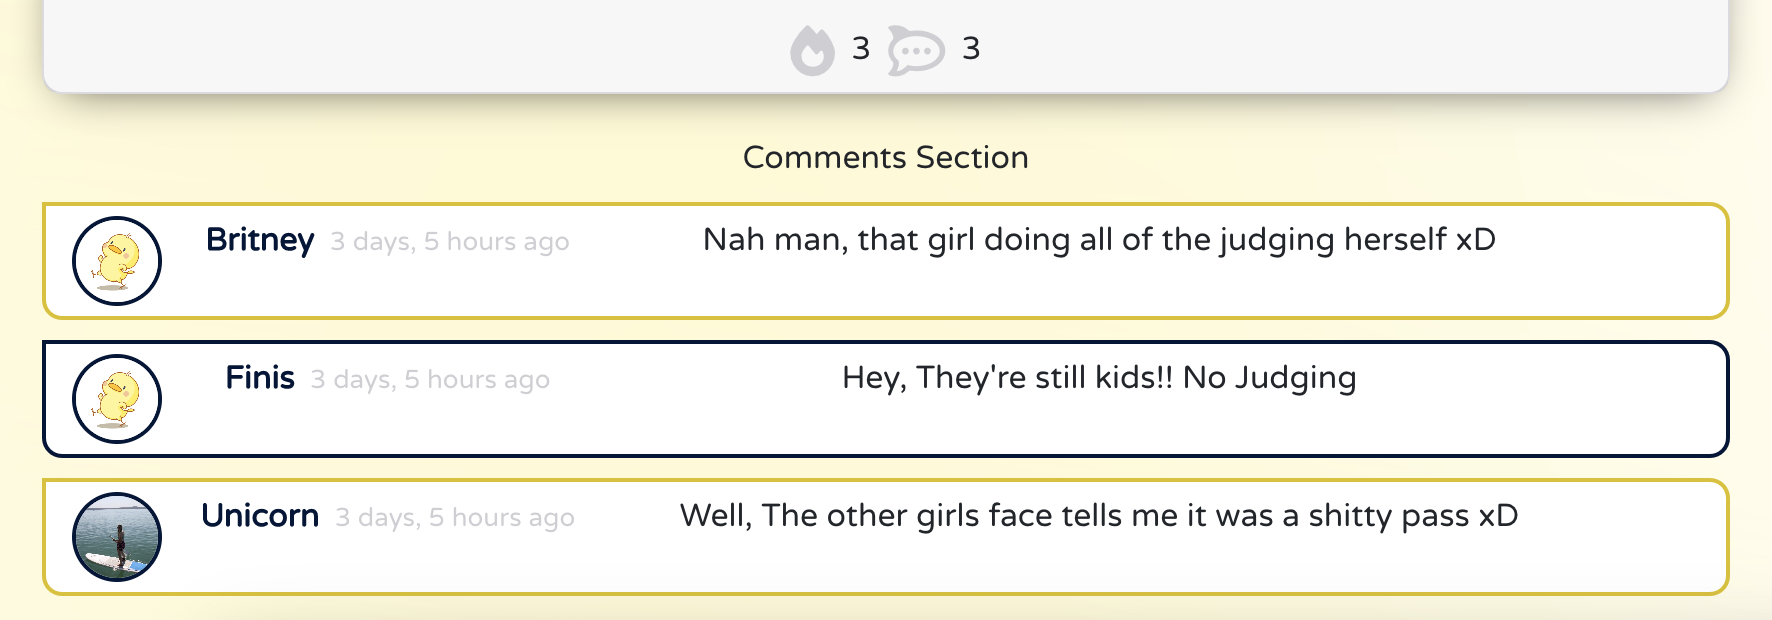 3 3
Comments Section
Britney 3 days, 5 hours ago Nah man, that girl doing all of the judging herself xD
Finis 3 days, 5 hours ago Hey, They're still kids!! No Judging
Unicorn 3 days, 5 hours ago Well, The other girls face tells me it was a shitty pass xD